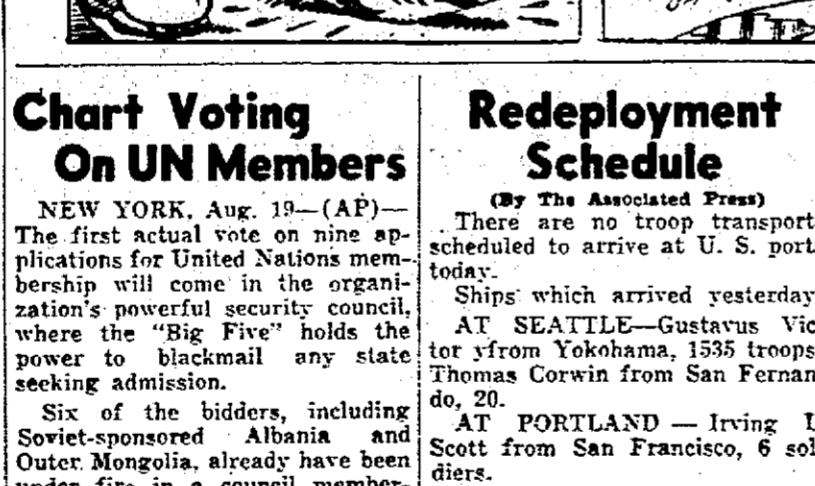 Chart Voting
On UN Members
NEW YORK, Aug. 19—(AP)—
The first actual vote on nine ap-
plications for United Nations mem-
bership will come in the organi-
zation's powerful security council,
where the "Big Five" holds the
power to blackmail any state
seeking admission.
Six of the bidders, including
Soviet-sponsored Albania and
Outer Mongolia, already have been
under fire in a council member-
Redeployment
Schedule
(By The Associated Press)
There are no troop transport
scheduled to arrive at U. S. port
today.
Ships which arrived yesterday
AT SEATTLE—Gustavus Vic
tor yfrom Yokohama, 1535 troops
Thomas Corwin from San Fernan
do, 20.
AT PORTLAND — Irving
Scott from San Francisco, 6 sol
diers.